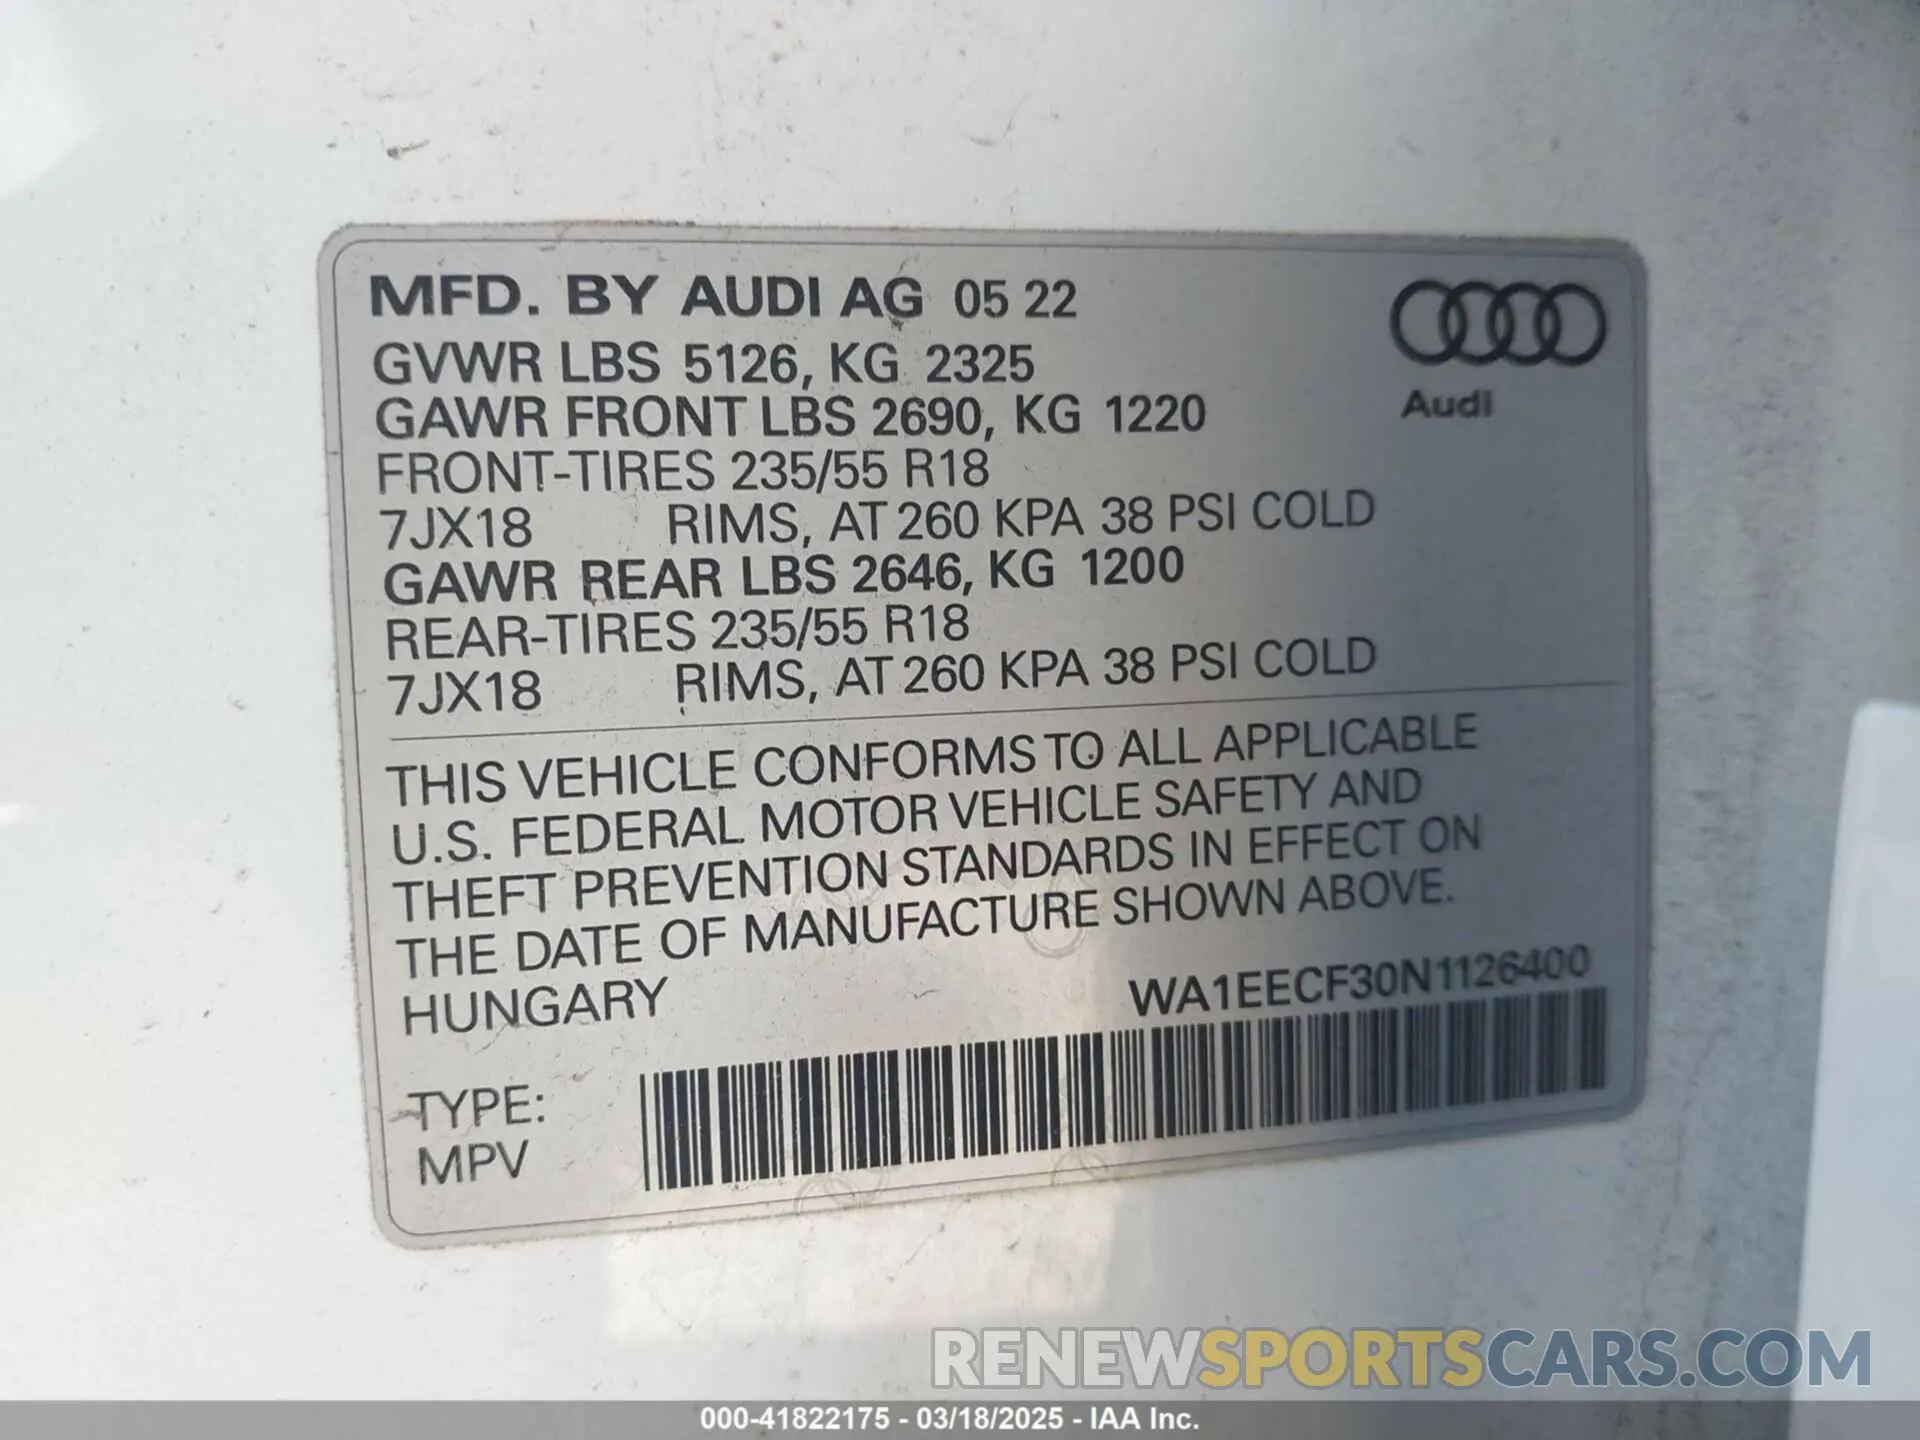 MFD. BY AUDI AG 05 22
GVWR LBS 5126, KG 2325
GAWR FRONT LBS 2690, KG 1220
FRONT-TIRES 235/55 R18
7JX18 RIMS, AT 260 KPA 38 PSI COLD
GAWR REAR LBS 2646, KG 1200
REAR-TIRES 235/55 R18
7JX18 RIMS, AT 260 KPA 38 PSI COLD
Audi
THIS VEHICLE CONFORMS TO ALL APPLICABLE
U.S. FEDERAL MOTOR VEHICLE SAFETY AND
THEFT PREVENTION STANDARDS IN EFFECT ON
THE DATE OF MANUFACTURE SHOWN ABOVE.
HUNGARY WA1EECF30N1126400
TYPE:
MPV
RENEWSPORTSCARS.COM
000-41822175 - 03/18/2025 - IAA Inc.